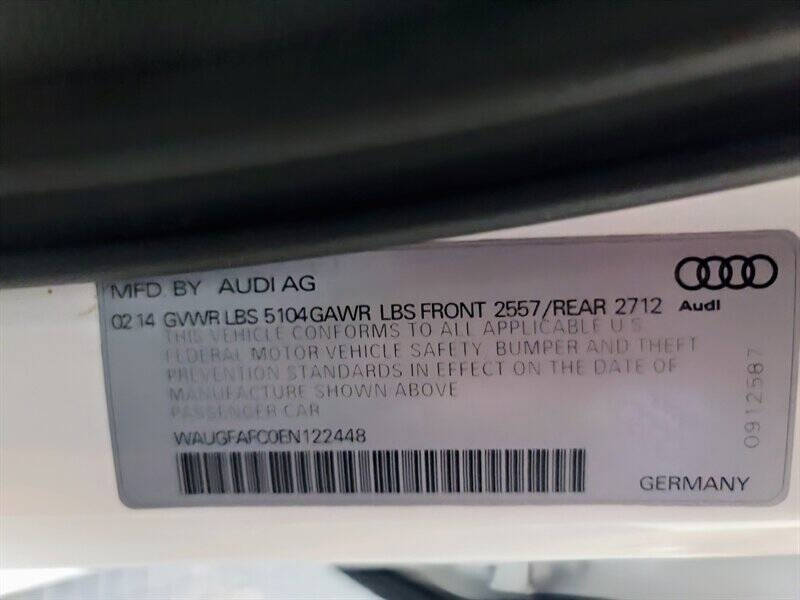 MFD. BY AUDI AG
Audi
02 14 GVWR LBS 5104 GAWR LBS FRONT 2557/REAR 2712
THIS VEHICLE CONFORMS TO ALL APPLICABLE U S
FEDERAL MOTOR VEHICLE SAFETY, BUMPER AND THEFT
PREVENTION STANDARDS IN EFFECT ON THE DATE OF
MANUFACTURE SHOWN ABOVE
PASSENGER CAR
WAUGFAFC0EN122448
GERMANY
0912587